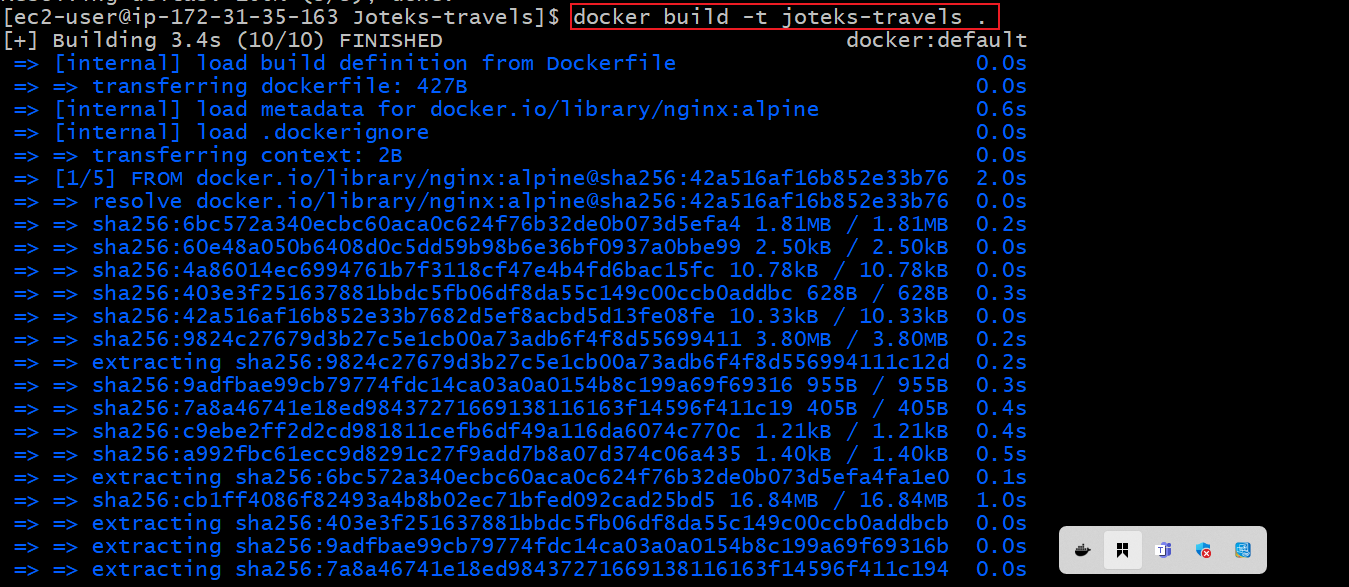 [ec2-user@ip-172-31-35-163 Joteks-travels]$ docker build -t joteks-travels .
[+] Building 3.4s (10/10) FINISHED docker:default
=> [internal] load build definition from Dockerfile 0.0s
=> => transferring dockerfile: 427B 0.0s
=> [internal] load metadata for docker.io/library/nginx:alpine 0.6s
=> [internal] load .dockerignore 0.0s
=> => transferring context: 2B 0.0s
=> [1/5] FROM docker.io/library/nginx:alpine@sha256:42a516af16b852e33b76 2.0s
=> => resolve docker.io/library/nginx:alpine@sha256:42a516af16b852e33b76 0.0s
=> => sha256:6bc572a340ecbc60aca0c624f76b32de0b073d5efa4 1.81MB / 1.81MB 0.2s
=> => sha256:60e48a050b6408d0c5dd59b98b6e36bf0937a0bbe99 2.50kB / 2.50kB 0.0s
=> => sha256:4a86014ec6994761b7f3118cf47e4b4fd6bac15fc 10.78kB / 10.78kB 0.0s
=> => sha256:403e3f251637881bbdc5fb06df8da55c149c00ccb0addbc 628B / 628B 0.3s
=> => sha256:42a516af16b852e33b7682d5ef8acbd5d13fe08fe 10.33kB / 10.33kB 0.0s
=> => sha256:9824c27679d3b27c5e1cb00a73adb6f4f8d55699411 3.80MB / 3.80MB 0.2s
=> => extracting sha256:9824c27679d3b27c5e1cb00a73adb6f4f8d556994111c12d 0.2s
=> => sha256:9adfbae99cb79774fdc14ca03a0a0154b8c199a69f69316 955B / 955B 0.3s
=> => sha256:7a8a46741e18ed984372716691138116163f14596f411c19 405B / 405B 0.4s
=> => sha256:c9ebe2ff2d2cd981811cefb6df49a116da6074c770c 1.21kB / 1.21kB 0.4s
=> => sha256:a992fbc61ecc9d8291c27f9add7b8a07d374c06a435 1.40kB / 1.40kB 0.5s
=> => extracting sha256:6bc572a340ecbc60aca0c624f76b32de0b073d5efa4fa1e0 0.1s
=> => sha256:cb1ff4086f82493a4b8b02ec71bfed092cad25bd5 16.84MB / 16.84MB 1.0s
=> => extracting sha256:403e3f251637881bbdc5fb06df8da55c149c00ccb0addbcb 0.0s
=> => extracting sha256:9adfbae99cb79774fdc14ca03a0a0154b8c199a69f69316b 0.0s
=> => extracting sha256:7a8a46741e18ed984372716691138116163f14596f411c194 0.0s